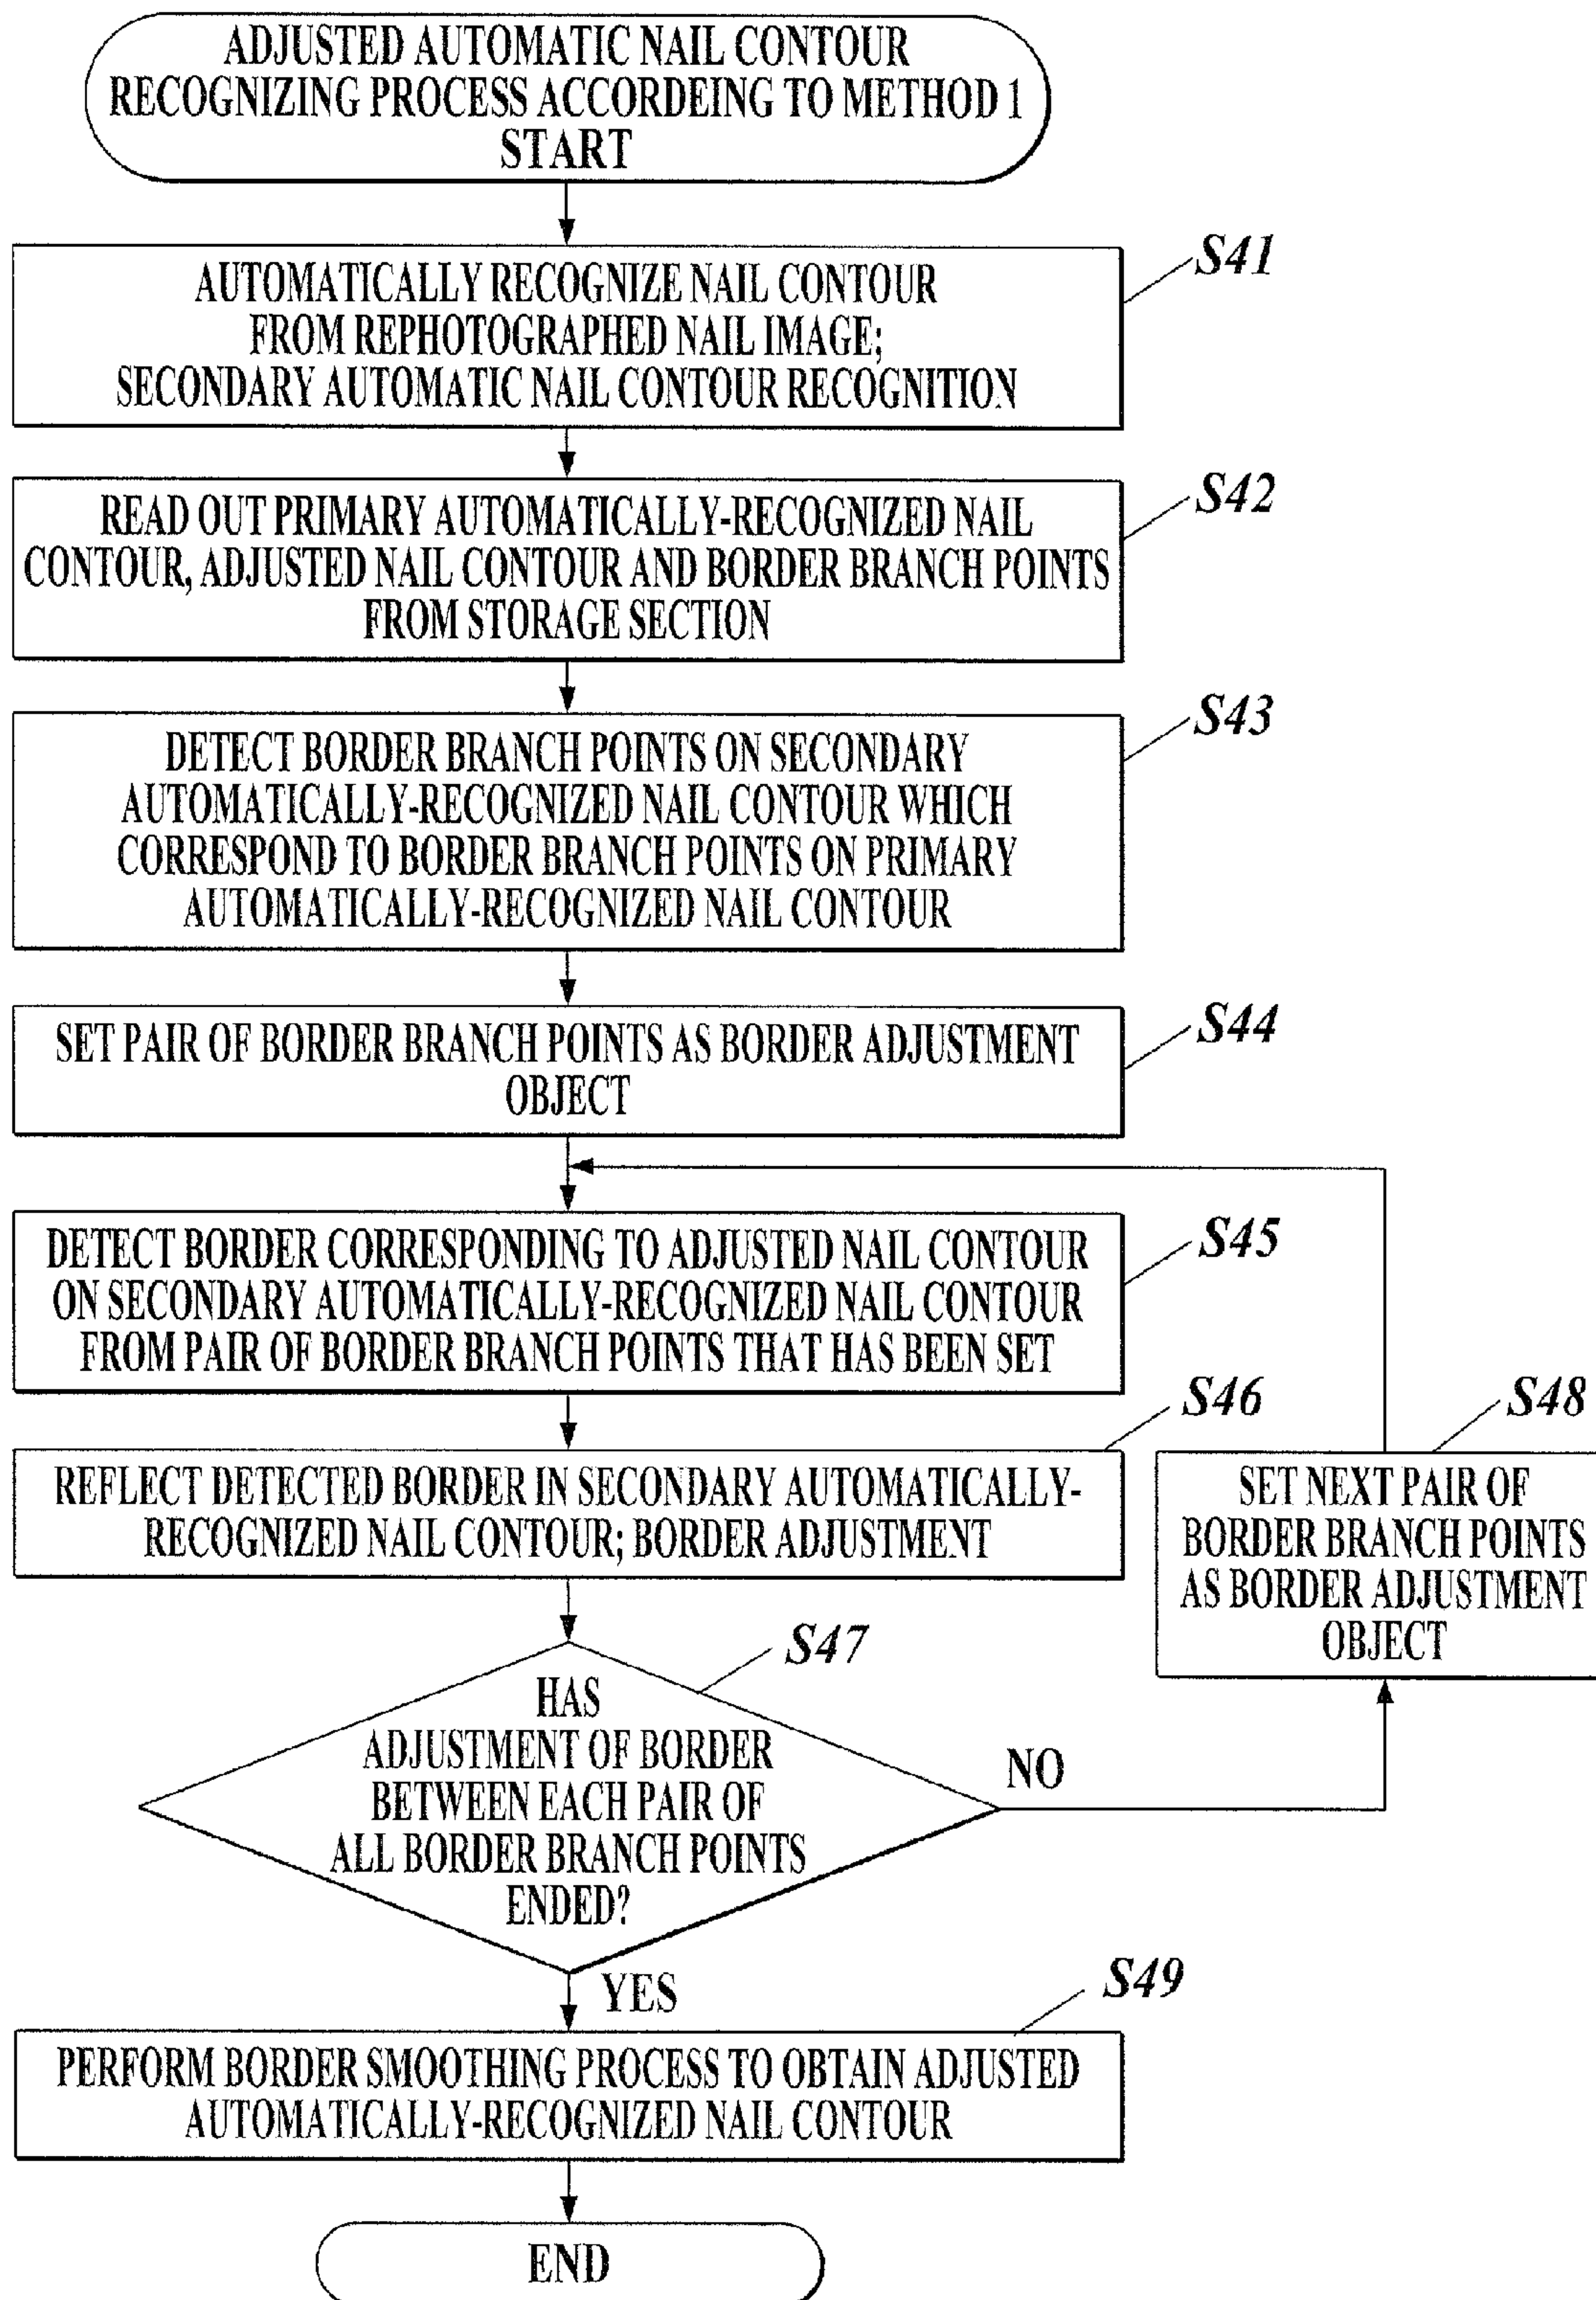 ADJUSTED AUTOMATIC NAIL CONTOUR
RECOGNIZING PROCESS ACCORDEING TO METHOD 1
START
S41
AUTOMATICALLY RECOGNIZE NAIL CONTOUR
FROM REPHOTOGRAPHED NAIL IMAGE;
SECONDARY AUTOMATIC NAIL CONTOUR RECOGNITION
S42
READ OUT PRIMARY AUTOMATICALLY-RECOGNIZED NAIL
CONTOUR, ADJUSTED NAIL CONTOUR AND BORDER BRANCH POINTS
FROM STORAGE SECTION
S43
DETECT BORDER BRANCH POINTS ON SECONDARY
AUTOMATICALLY-RECOGNIZED NAIL CONTOUR WHICH
CORRESPOND TO BORDER BRANCH POINTS ON PRIMARY
AUTOMATICALLY-RECOGNIZED NAIL CONTOUR
S44
SET PAIR OF BORDER BRANCH POINTS AS BORDER ADJUSTMENT
OBJECT
S45
DETECT BORDER CORRESPONDING TO ADJUSTED NAIL CONTOUR
ON SECONDARY AUTOMATICALLY-RECOGNIZED NAIL CONTOUR
FROM PAIR OF BORDER BRANCH POINTS THAT HAS BEEN SET
S46
REFLECT DETECTED BORDER IN SECONDARY AUTOMATICALLY-
RECOGNIZED NAIL CONTOUR; BORDER ADJUSTMENT
S48
SET NEXT PAIR OF
BORDER BRANCH POINTS
AS BORDER ADJUSTMENT
OBJECT
S47
HAS
ADJUSTMENT OF BORDER
BETWEEN EACH PAIR OF
ALL BORDER BRANCH POINTS
ENDED?
NO
YES
S49
PERFORM BORDER SMOOTHING PROCESS TO OBTAIN ADJUSTED
AUTOMATICALLY-RECOGNIZED NAIL CONTOUR
END